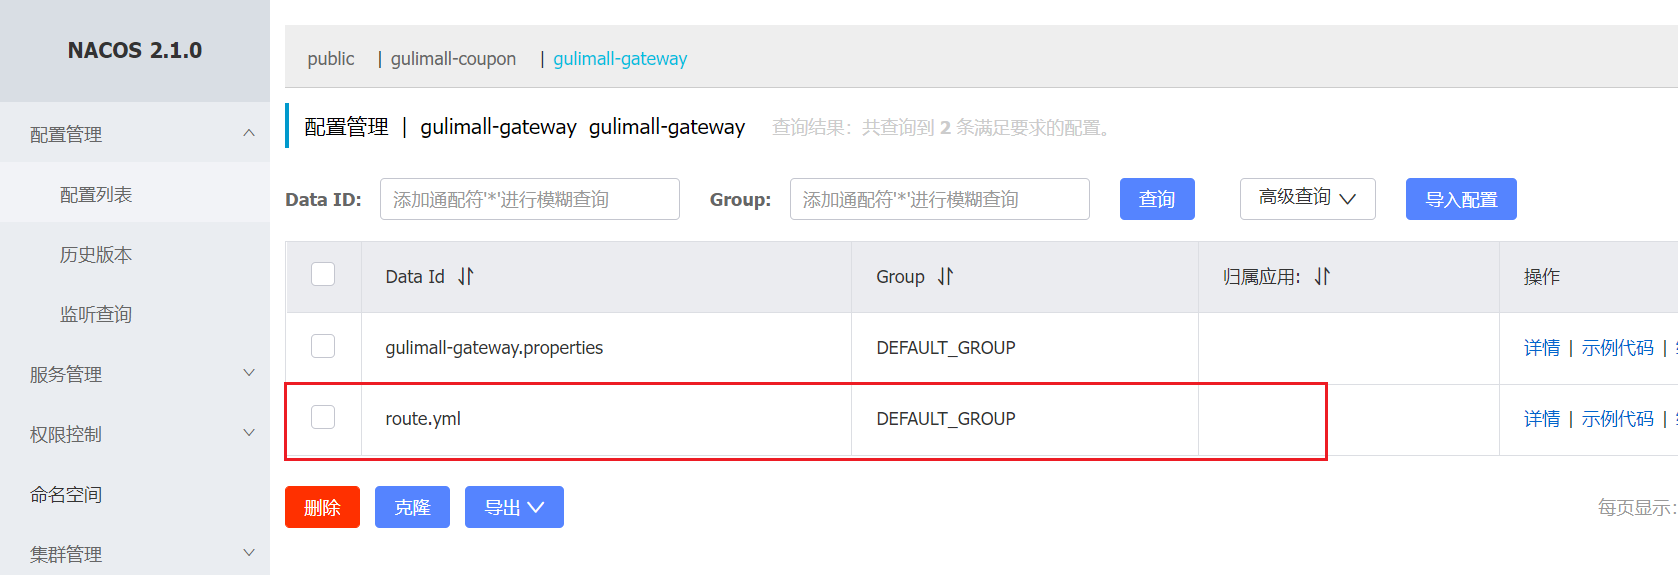 NACOS 2.1.0
配置管理
配置列表
历史版本
监听查询
服务管理
权限控制
命名空间
集群管理
public | gulimall-coupon | gulimall-gateway
配置管理 | gulimall-gateway gulimall-gateway 查询结果：共查询到 2 条满足要求的配置。
Data ID: 添加通配符'*'进行模糊查询 Group: 添加通配符'*'进行模糊查询 查询 高级查询 导入配置
Data Id Group 归属应用: 操作
gulimall-gateway.properties DEFAULT_GROUP 详情 | 示例代码 |
route.yml DEFAULT_GROUP 详情 | 示例代码 |
删除 克隆 导出 每页显示: